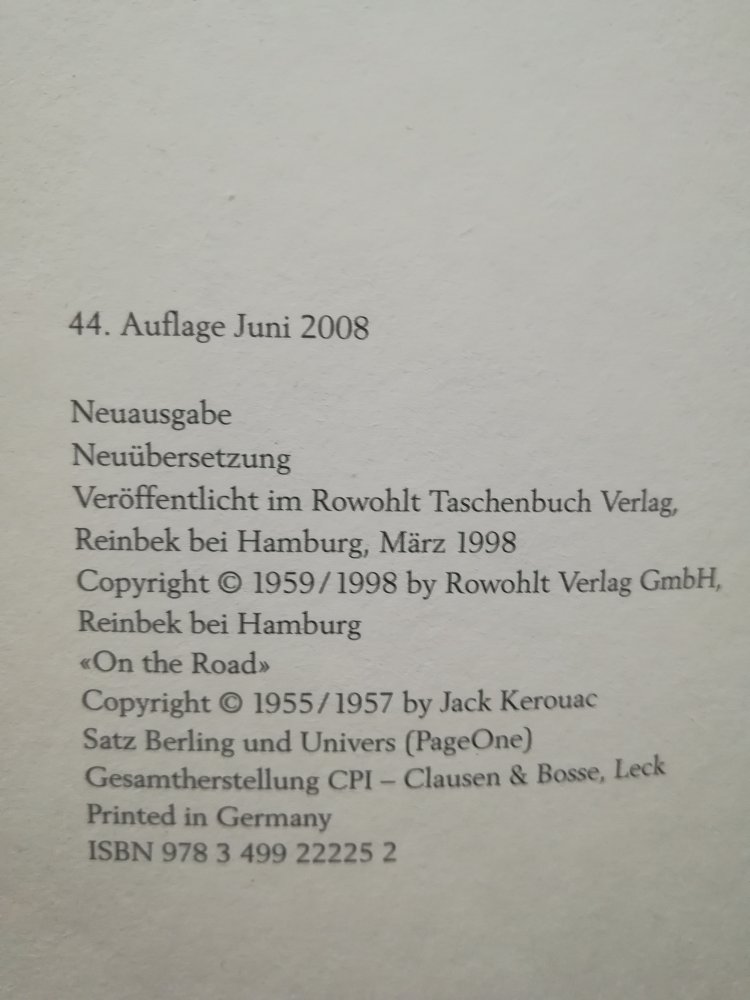 44. Auflage Juni 2008
Neuausgabe
Neuübersetzung
Veröffentlicht im Rowohlt Taschenbuch Verlag,
Reinbek bei Hamburg, März 1998
Copyright © 1959/1998 by Rowohlt Verlag GmbH,
Reinbek bei Hamburg
«On the Road»
Copyright © 1955/1957 by Jack Kerouac
Satz Berling und Univers (PageOne)
Gesamtherstellung CPI – Clausen & Bosse, Leck
Printed in Germany
ISBN 978 3 499 22225 2